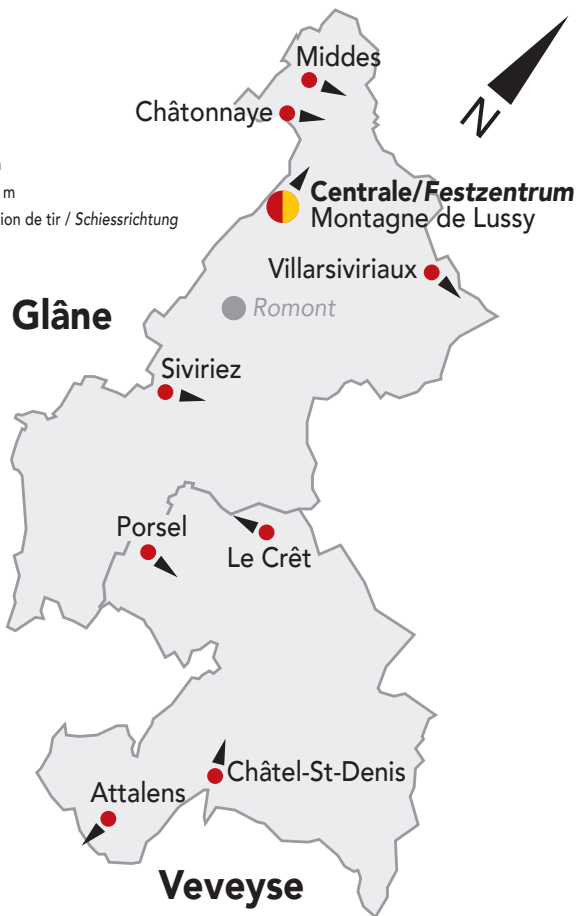 Middes
Châtonnaye
m
ion de tir / Schiessrichtung
Centrale/Festzentrum
Montagne de Lussy
N
Villarsiviriaux
Glâne
Romont
Siviriez
Porsel
Le Crêt
Châtel-St-Denis
Attalens
Veveyse